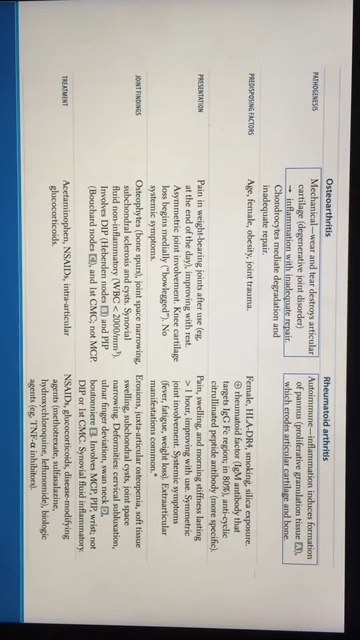 Osteoarthritis
Rheumatoid arthritis
PATHOGENESIS
Mechanical—wear and tear destroys articular
cartilage (degenerative joint disorder)
→ inflammation with inadequate repair.
Chondrocytes mediate degradation and
inadequate repair.
Autoimmune—inflammation induces formation
of pannus (proliferative granulation tissue A),
which erodes articular cartilage and bone.
PREDISPOSING FACTORS
Age, female, obesity, joint trauma.
Female, HLA-DR4, smoking, silica exposure.
⊕ rheumatoid factor (IgM antibody that
targets IgG Fc region; in 80%), anti-cyclic
citrullinated peptide antibody (more specific).
PRESENTATION
Pain in weight-bearing joints after use (eg,
at the end of the day), improving with rest.
Asymmetric joint involvement. Knee cartilage
loss begins medially ("bowlegged"). No
systemic symptoms.
Pain, swelling, and morning stiffness lasting
> 1 hour, improving with use. Symmetric
joint involvement. Systemic symptoms
(fever, fatigue, weight loss). Extraarticular
manifestations common.*
JOINT FINDINGS
Osteophytes (bone spurs), joint space narrowing,
subchondral sclerosis and cysts. Synovial
fluid non-inflammatory (WBC < 2000/mm³).
Involves DIP (Heberden nodes) and PIP
(Bouchard nodes), and 1st CMC; not MCP.
Erosions, juxta-articular osteopenia, soft tissue
swelling, subchondral cysts, joint space
narrowing. Deformities: cervical subluxation,
ulnar finger deviation, swan neck,
boutonniere. Involves MCP, PIP, wrist; not
DIP or 1st CMC. Synovial fluid inflammatory.
TREATMENT
Acetaminophen, NSAIDs, intra-articular
glucocorticoids.
NSAIDs, glucocorticoids, disease-modifying
agents (methotrexate, sulfasalazine,
hydroxychloroquine, leflunomide), biologic
agents (eg, TNF-α inhibitors).